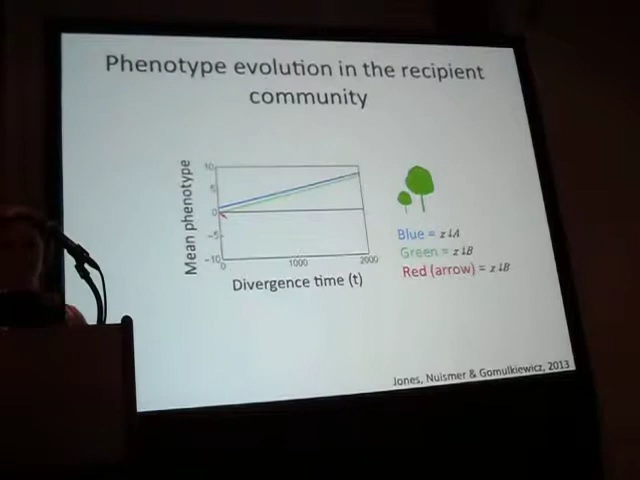 Phenotype evolution in the recipient
community
Mean phenotype
10
5
0
−5
−10
0
1000
2000
Divergence time (t)
Blue = z↓A
Green = z↓B
Red (arrow) = z↓B
Jones, Nuismer & Gomulkiewicz, 2013